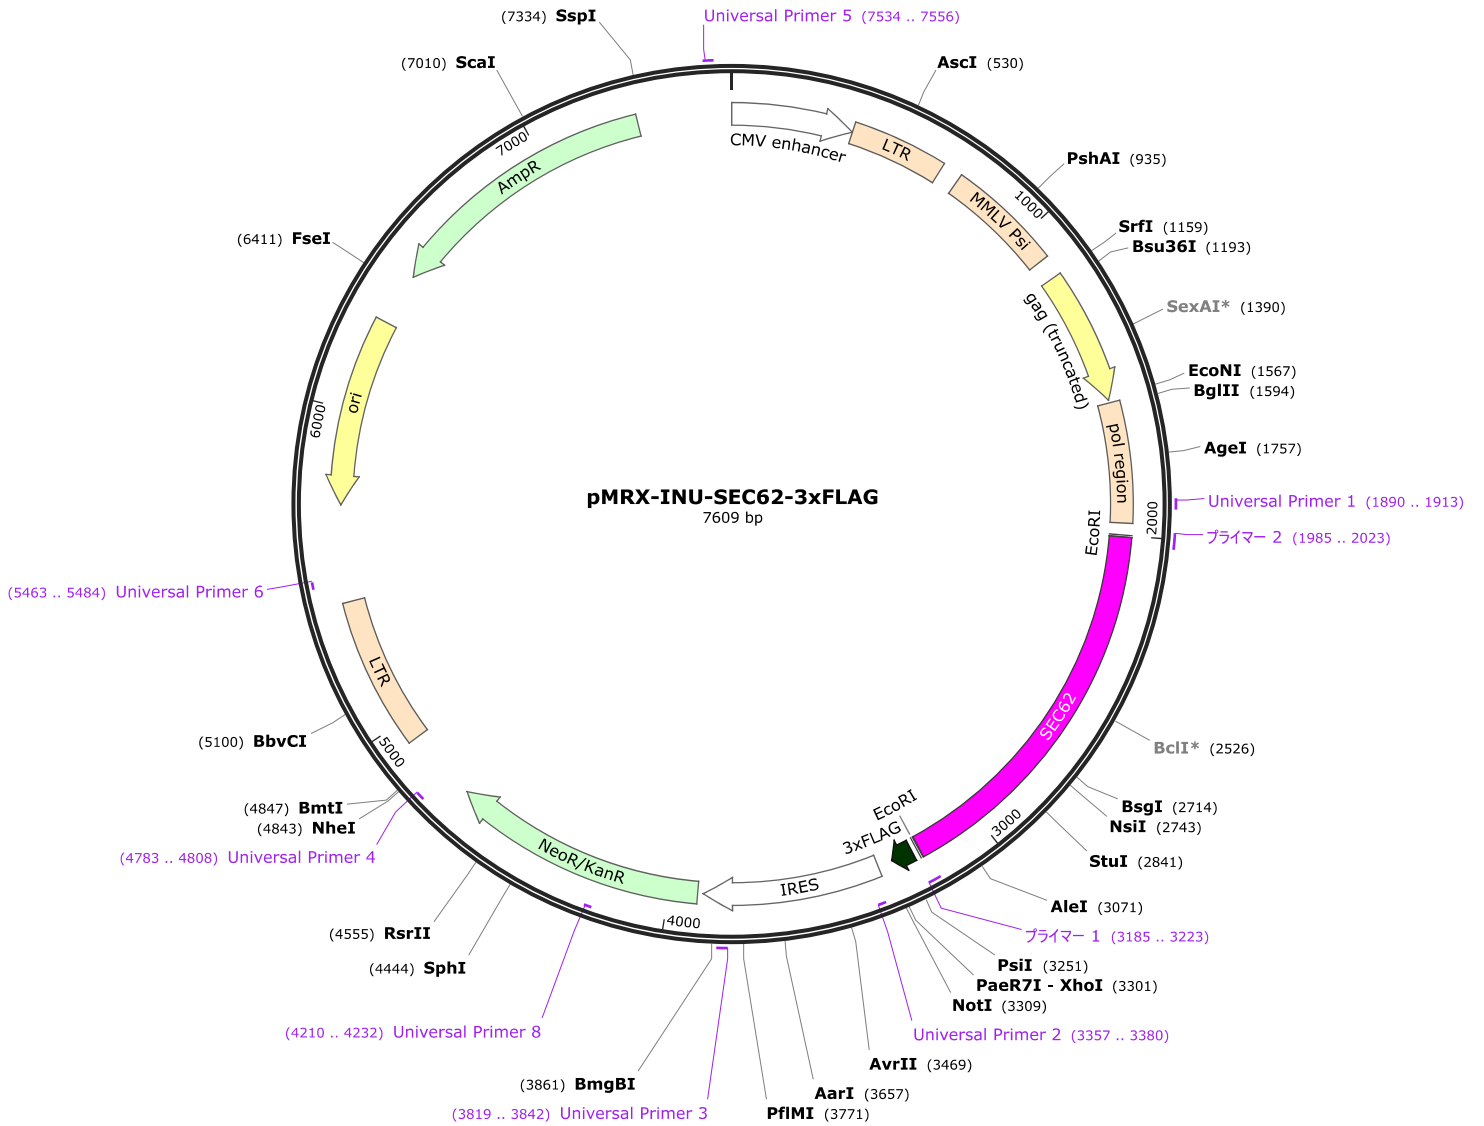 (7334) SspI
Universal Primer 5 (7534 .. 7556)
(7010) ScaI
AscI (530)
7000
CMV enhancer
LTR
AmpR
PshAI (935)
1000
MMLV Psi
SrfI (1159)
Bsu36I (1193)
(6411) FseI
gag (truncated)
SexAI* (1390)
EcoNI (1567)
BglII (1594)
6000
ori
pol region
AgeI (1757)
pMRX-INU-SEC62-3xFLAG
7609 bp
Universal Primer 1 (1890 .. 1913)
2000
EcoRI
プライマー 2 (1985 .. 2023)
(5463 .. 5484) Universal Primer 6
LTR
SEC62
(5100) BbvCI
5000
BclI* (2526)
(4847) BmtI
(4843) NheI
EcoRI
3xFLAG
3000
BsgI (2714)
NsiI (2743)
(4783 .. 4808) Universal Primer 4
NeoR/KanR
IRES
StuI (2841)
4000
AleI (3071)
(4555) RsrII
プライマー 1 (3185 .. 3223)
(4444) SphI
PsiI (3251)
PaeR7I - XhoI (3301)
NotI (3309)
(4210 .. 4232) Universal Primer 8
Universal Primer 2 (3357 .. 3380)
AvrII (3469)
(3861) BmgBI
AarI (3657)
(3819 .. 3842) Universal Primer 3
PflMI (3771)